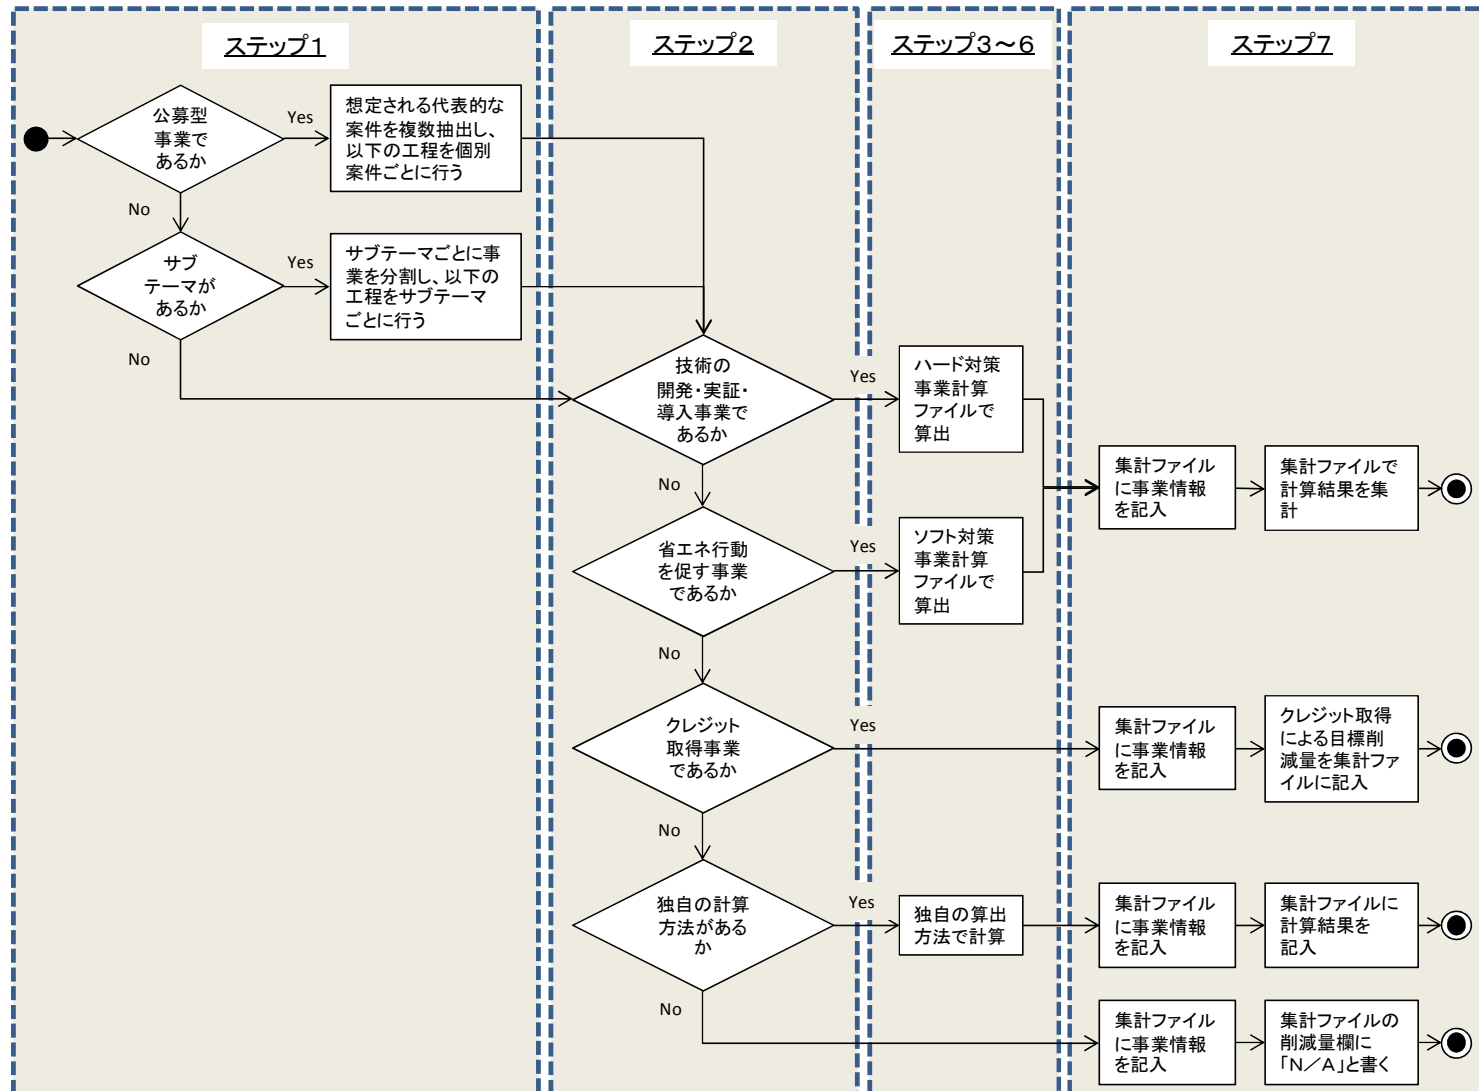 ステップ1
ステップ2
ステップ3～6
ステップ7
公募型
事業で
あるか
Yes
想定される代表的な
案件を複数抽出し、
以下の工程を個別
案件ごとに行う
No
サブ
テーマが
あるか
Yes
サブテーマごとに事
業を分割し、以下の
工程をサブテーマ
ごとに行う
No
技術の
開発・実証・
導入事業で
あるか
Yes
ハード対策
事業計算
ファイルで
算出
No
集計ファイル
に事業情報
を記入
集計ファイルで
計算結果を集
計
省エネ行動
を促す事業
であるか
Yes
ソフト対策
事業計算
ファイルで
算出
No
クレジット
取得事業
であるか
Yes
集計ファイル
に事業情報
を記入
クレジット取得
による目標削
減量を集計ファ
イルに記入
No
独自の計算
方法がある
か
Yes
独自の算出
方法で計算
集計ファイル
に事業情報
を記入
集計ファイルに
計算結果を
記入
No
集計ファイル
に事業情報
を記入
集計ファイルの
削減量欄に
「N／A」と書く